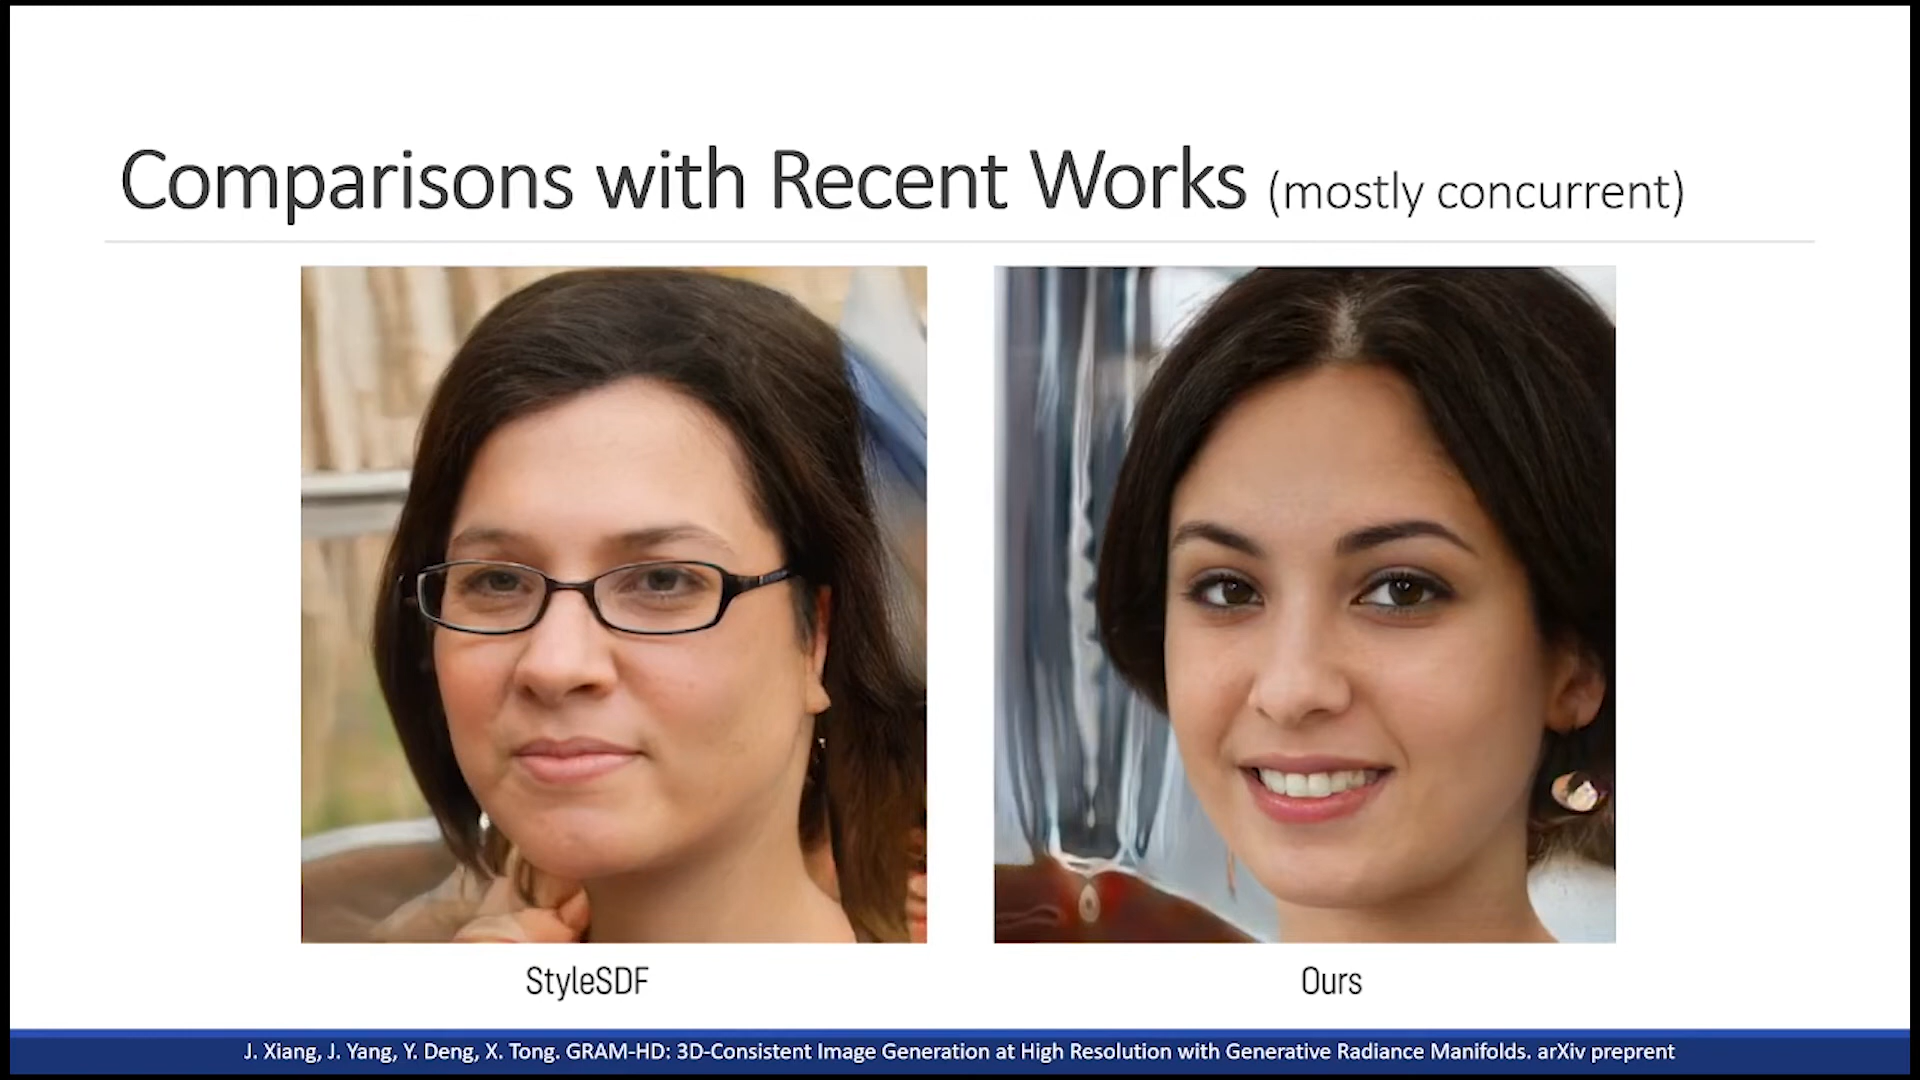 Comparisons with Recent Works (mostly concurrent)
StyleSDF
Ours
J. Xiang, J. Yang, Y. Deng, X. Tong. GRAM-HD: 3D-Consistent Image Generation at High Resolution with Generative Radiance Manifolds. arXiv preprent